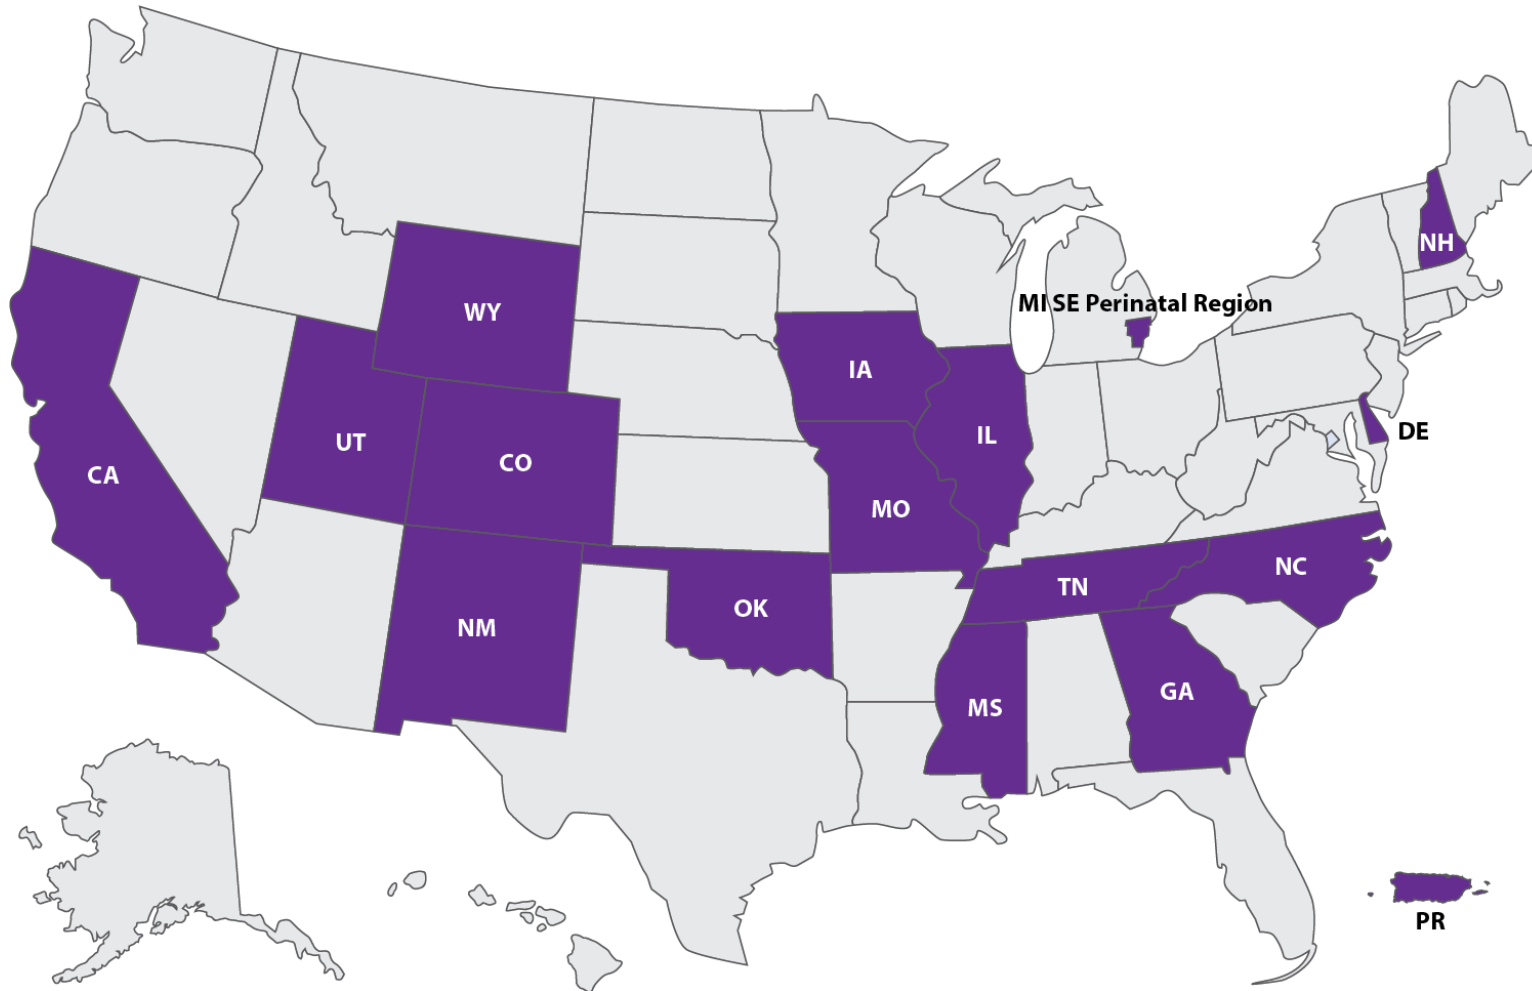 NH
MI SE Perinatal Region
WY
IA
DE
UT
CO
IL
CA
MO
NC
TN
OK
NM
GA
MS
PR